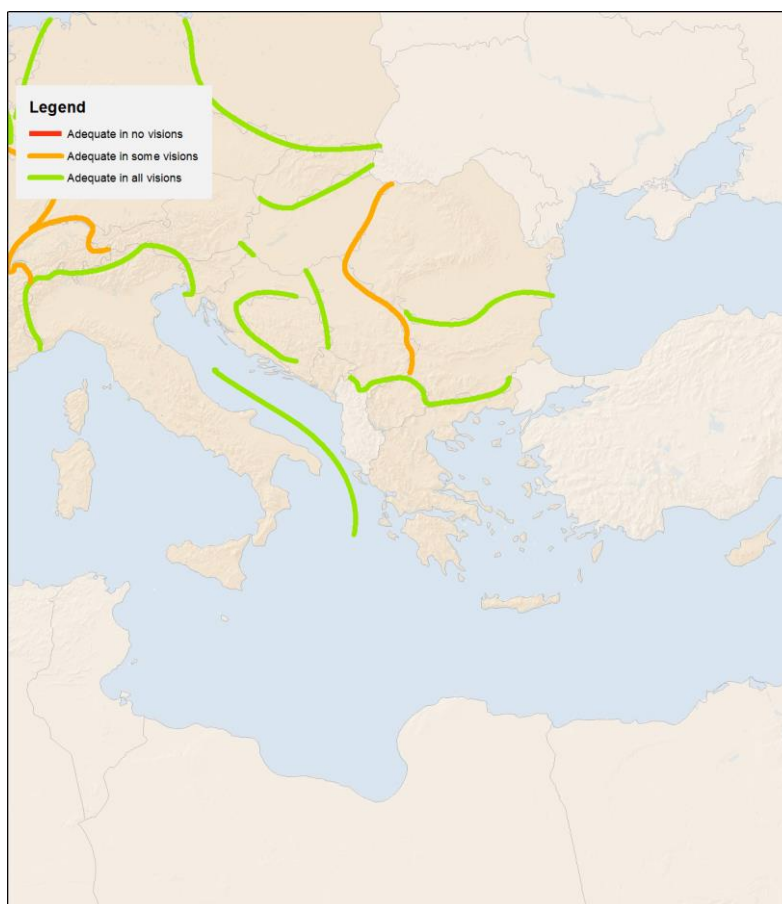 Legend
Adequate in no visions
Adequate in some visions
Adequate in all visions